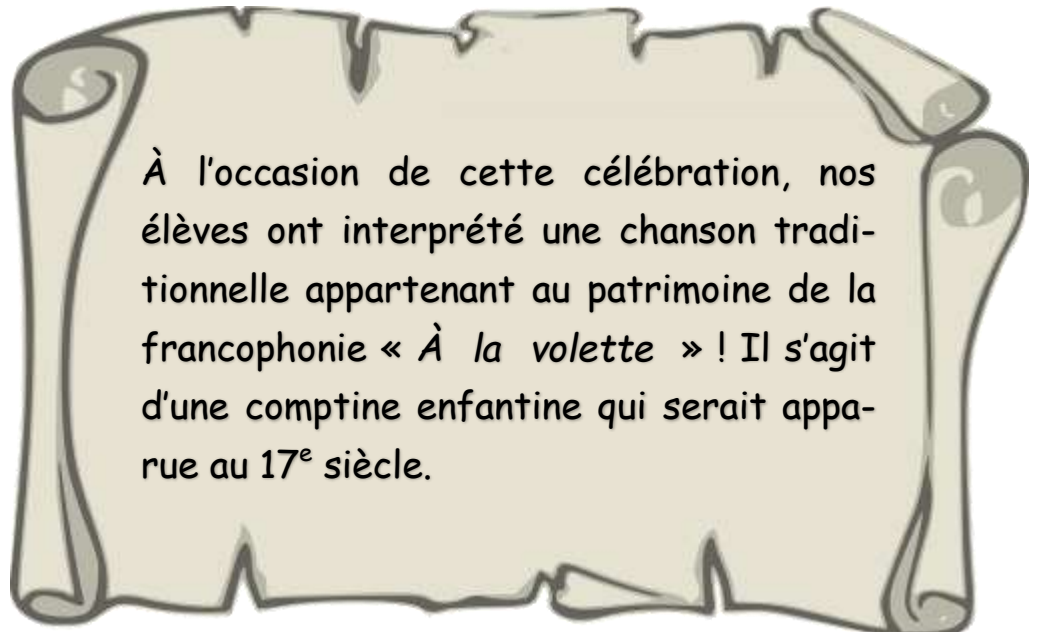 À l'occasion de cette célébration, nos
élèves ont interprété une chanson tradi-
tionnelle appartenant au patrimoine de la
francophonie « À la volette » ! Il s'agit
d'une comptine enfantine qui serait appa-
rue au 17e siècle.